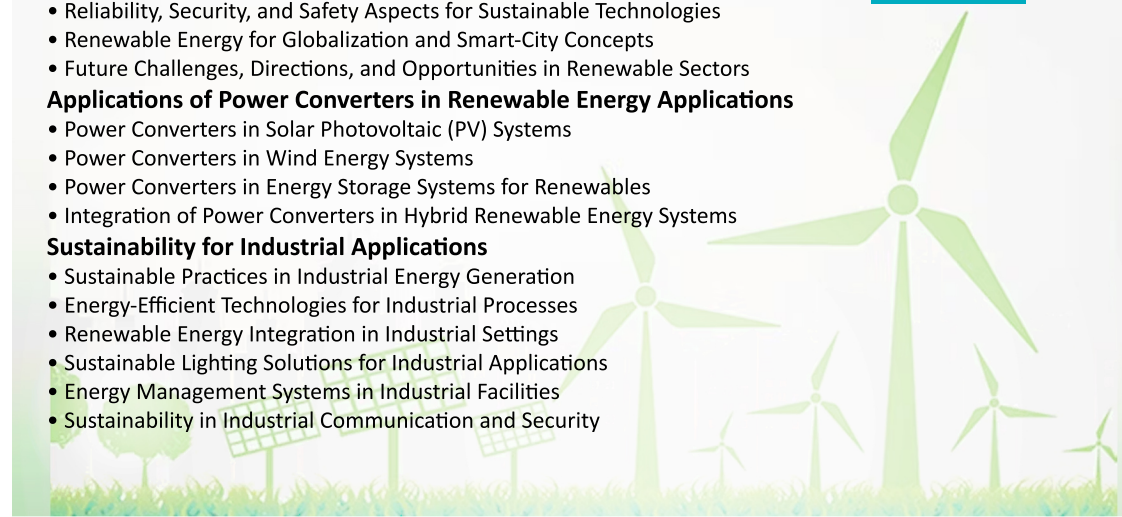 • Reliability, Security, and Safety Aspects for Sustainable Technologies
• Renewable Energy for Globalization and Smart-City Concepts
• Future Challenges, Directions, and Opportunities in Renewable Sectors
Applications of Power Converters in Renewable Energy Applications
• Power Converters in Solar Photovoltaic (PV) Systems
• Power Converters in Wind Energy Systems
• Power Converters in Energy Storage Systems for Renewables
• Integration of Power Converters in Hybrid Renewable Energy Systems
Sustainability for Industrial Applications
• Sustainable Practices in Industrial Energy Generation
• Energy-Efficient Technologies for Industrial Processes
• Renewable Energy Integration in Industrial Settings
• Sustainable Lighting Solutions for Industrial Applications
• Energy Management Systems in Industrial Facilities
• Sustainability in Industrial Communication and Security